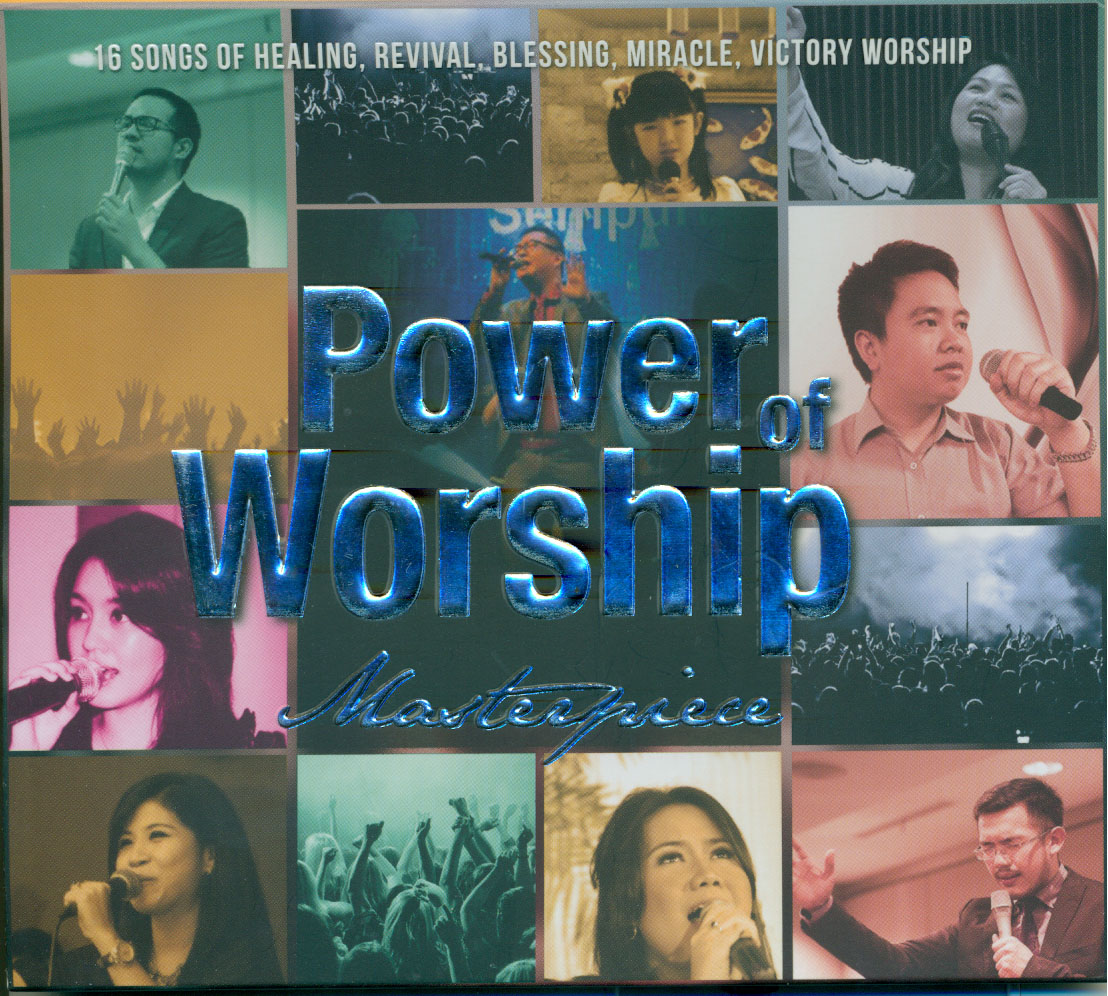 16 SONGS OF HEALING, REVIVAL, BLESSING, MIRACLE, VICTORY WORSHIP
Power of
Worship
Masterpiece